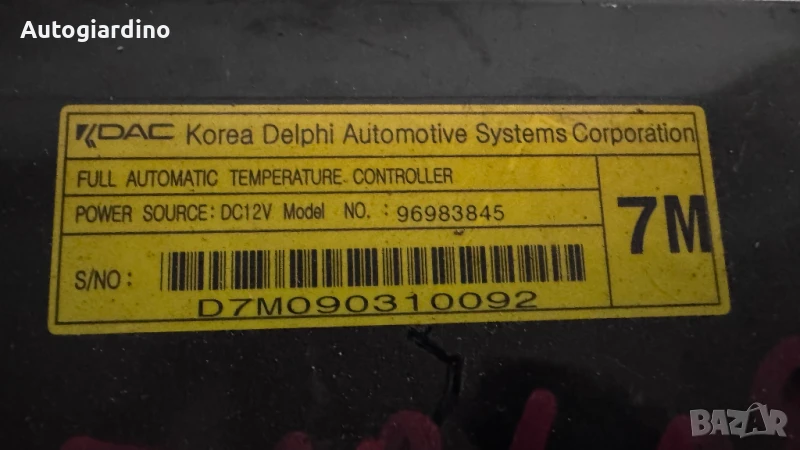 Autogiardino
KDAC Korea Delphi Automotive Systems Corporation
FULL AUTOMATIC TEMPERATURE CONTROLLER
POWER SOURCE: DC12V Model NO. : 96983845
7M
S/NO :
D7M090310092
BAZAR